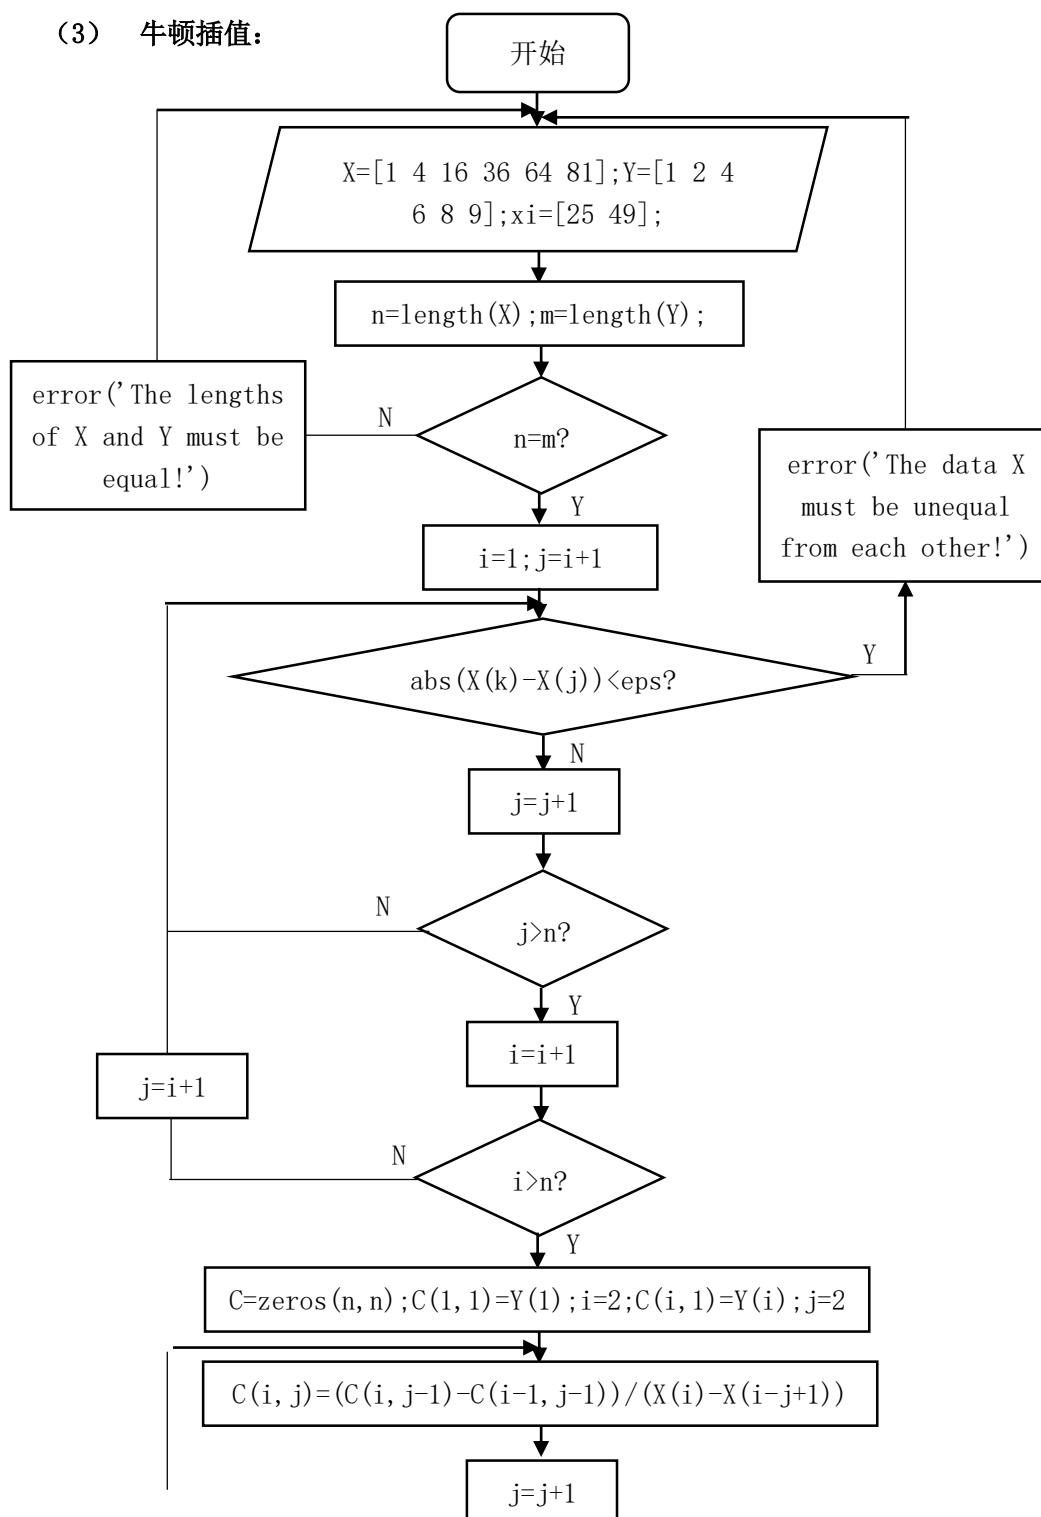 （3） 牛顿插值：
开始
X=[1 4 16 36 64 81];Y=[1 2 4
6 8 9];xi=[25 49];
n=length(X);m=length(Y);
error('The lengths
of X and Y must be
equal!')
N
n=m?
Y
error('The data X
must be unequal
from each other!')
i=1;j=i+1
abs(X(k)-X(j))<eps?
Y
N
j=j+1
N
j>n?
Y
i=i+1
j=i+1
N
i>n?
Y
C=zeros(n,n);C(1,1)=Y(1);i=2;C(i,1)=Y(i);j=2
C(i,j)=(C(i,j-1)-C(i-1,j-1))/(X(i)-X(i-j+1))
j=j+1